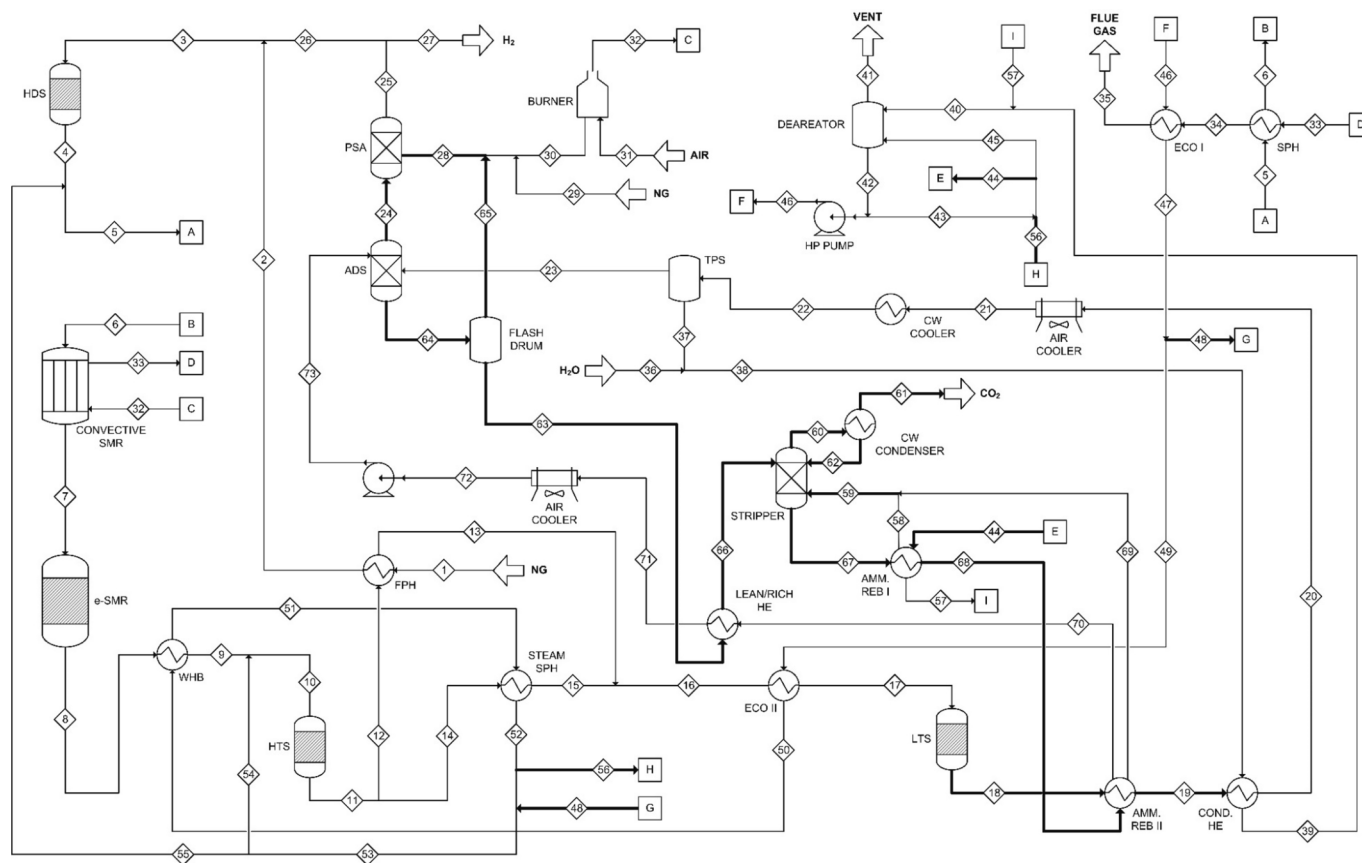 3
26
27
H₂
32
C
VENT
I
FLUE
GAS
F
B
HDS
25
BURNER
41
57
35
46
6
4
PSA
28
30
31
AIR
DEAREATOR
40
45
34
33
D
ECO I
SPH
5
A
24
65
29
NG
E
44
42
F
46
43
HP PUMP
56
H
47
5
A
2
ADS
23
TPS
22
CW
COOLER
21
AIR
COOLER
6
B
33
D
32
C
CONVECTIVE
SMR
64
FLASH
DRUM
37
H₂O
36
38
48
G
73
63
61
CO₂
60
62
CW
CONDENSER
7
72
AIR
COOLER
59
STRIPPER
58
44
E
69
49
13
71
66
67
68
1
NG
FPH
LEAN/RICH
HE
AMM.
REB I
57
I
20
e-SMR
51
70
9
WHB
STEAM
SPH
10
15
16
ECO II
17
8
HTS
12
14
52
50
LTS
54
11
56
H
48
G
18
19
AMM.
REB II
COND.
HE
39
55
53